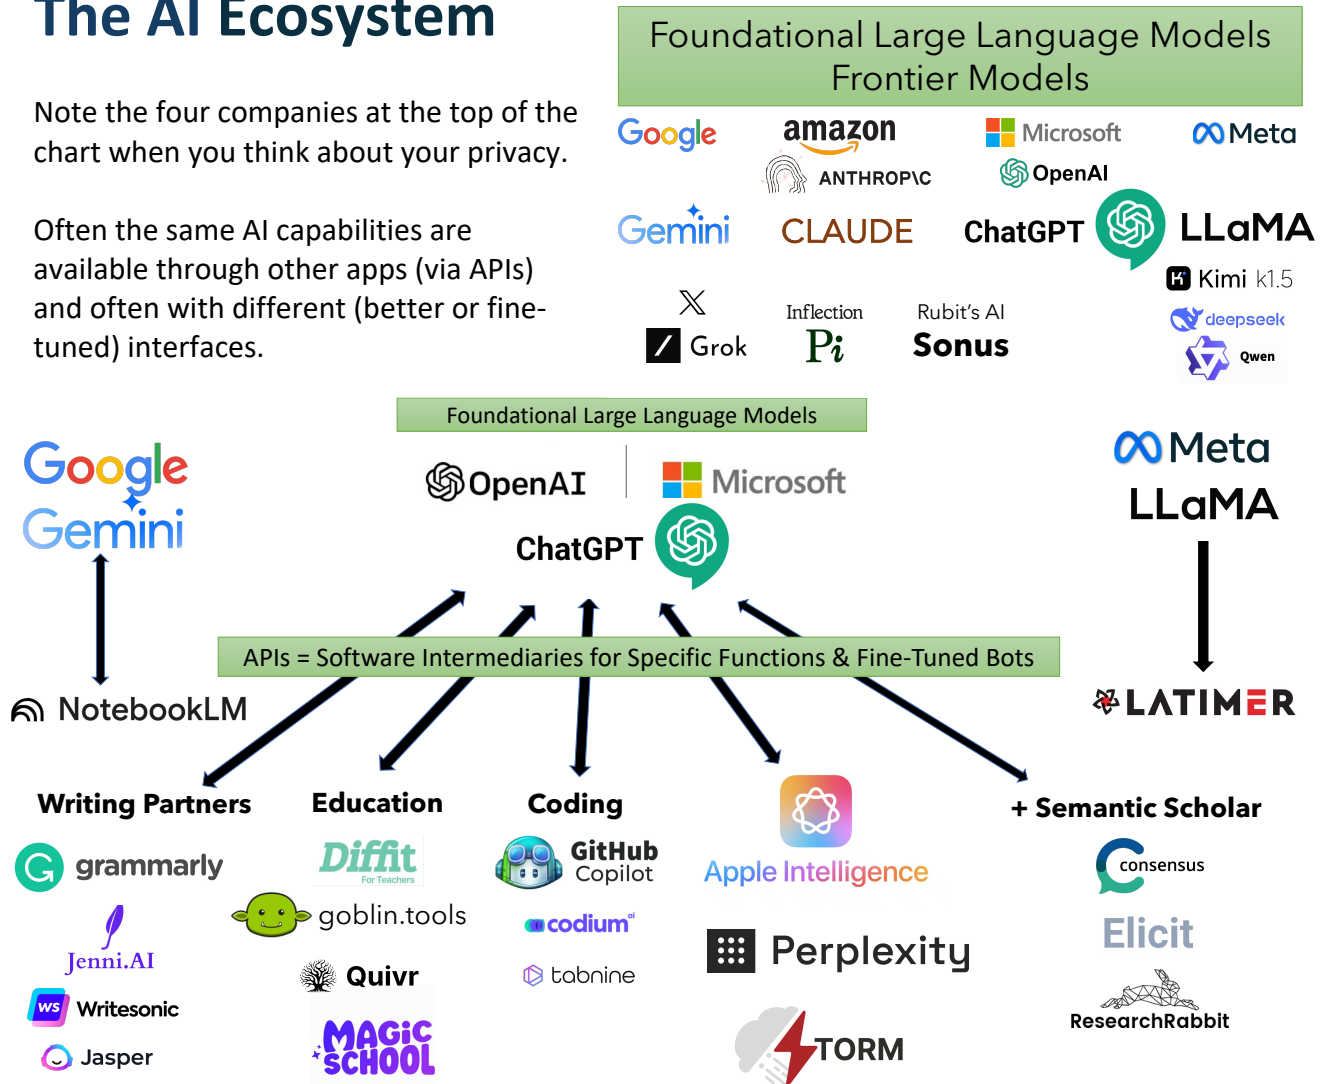 The AI Ecosystem
Note the four companies at the top of the
chart when you think about your privacy.
Often the same AI capabilities are
available through other apps (via APIs)
and often with different (better or fine-
tuned) interfaces.
Foundational Large Language Models
Frontier Models
Google
amazon
Microsoft
Meta
ANTHROP\C
OpenAI
Gemini
CLAUDE
ChatGPT
LLaMA
Kimi k1.5
deepseek
Qwen
X
Grok
Inflection
Pi
Rubit's AI
Sonus
Foundational Large Language Models
Google
Gemini
OpenAI
Microsoft
ChatGPT
Meta
LLaMA
APIs = Software Intermediaries for Specific Functions & Fine-Tuned Bots
NotebookLM
LATIMER
Writing Partners
grammarly
Jenni.AI
WS
Writesonic
Jasper
Education
Diffit
For Teachers
goblin.tools
Quivr
MAGiC
SCHOOL
Coding
GitHub
Copilot
codium ai
tabnine
Apple Intelligence
Perplexity
TORM
+ Semantic Scholar
consensus
Elicit
ResearchRabbit